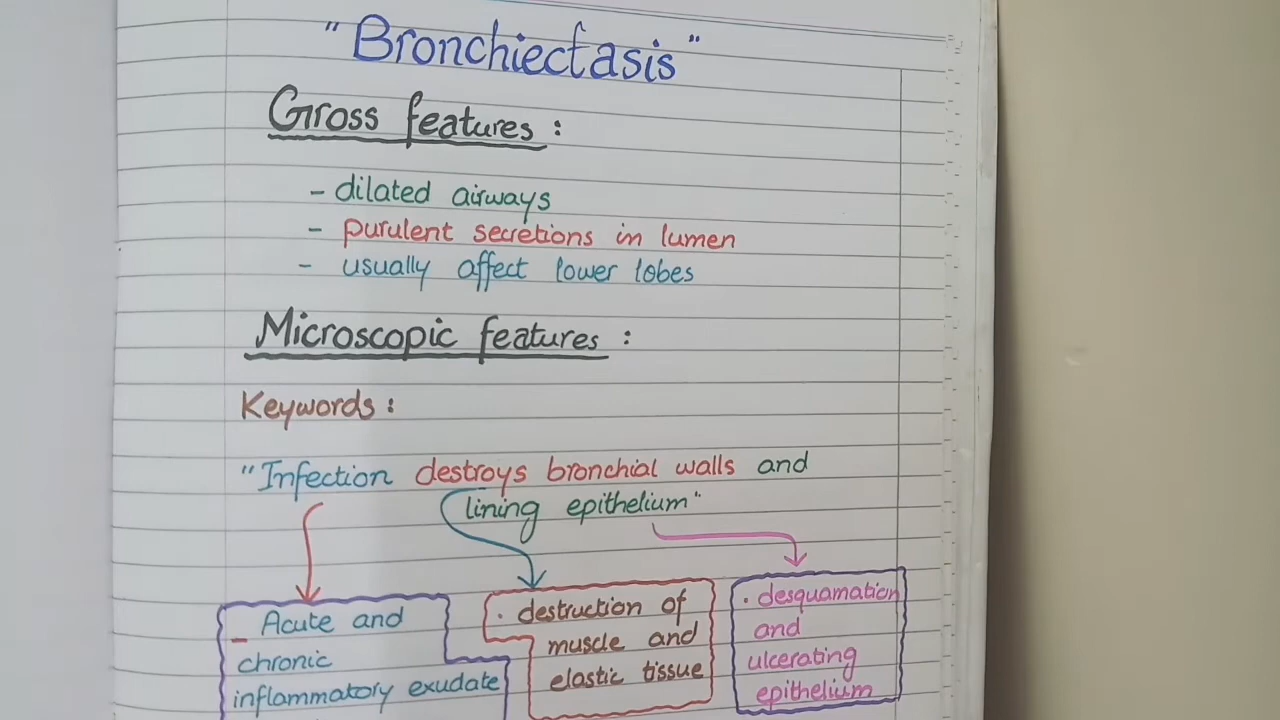 "Bronchiectasis"
Gross features :
- dilated airways
- purulent secretions in lumen
- usually affect lower lobes
Microscopic features :
Keywords :
"Infection destroys bronchial walls and
lining epithelium"
- Acute and
chronic
inflammatory exudate
· destruction of
muscle and
elastic tissue
· desquamation
and
ulcerating
epithelium